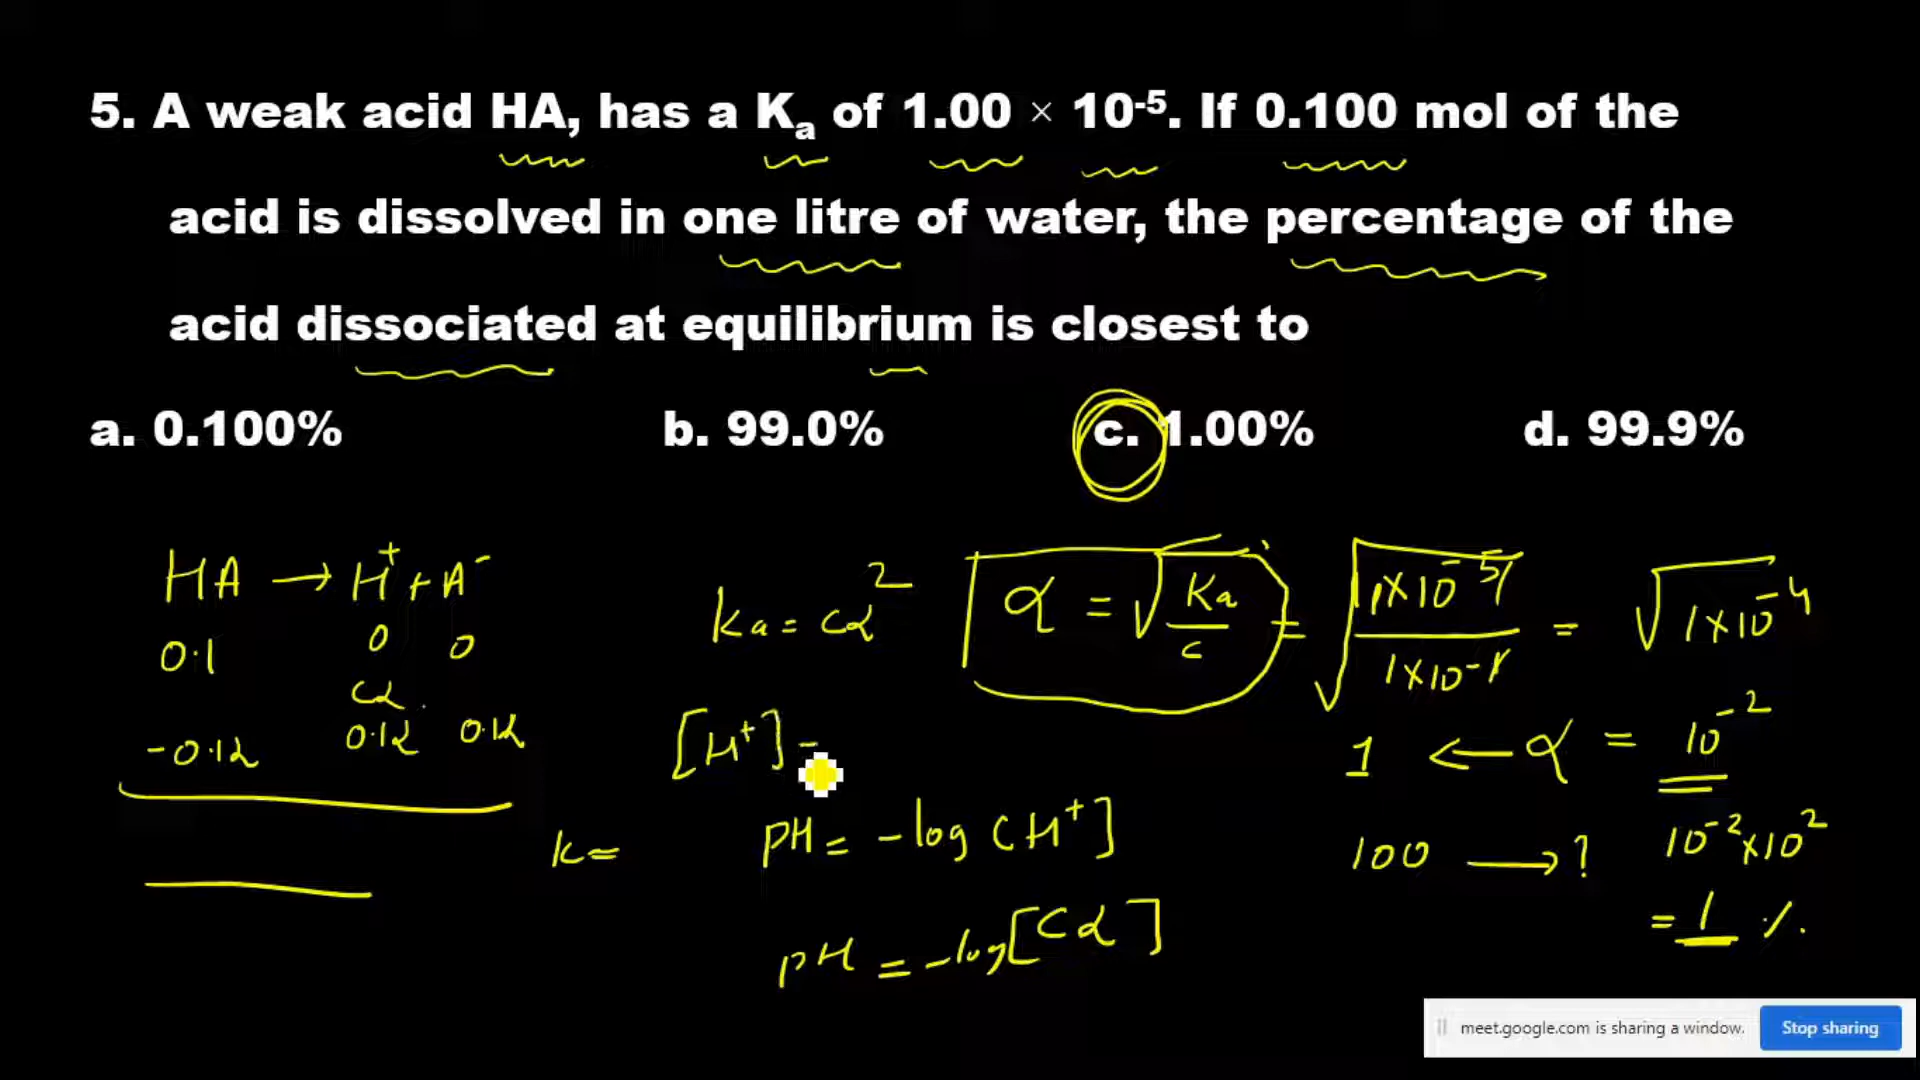 5. A weak acid HA, has a Kₐ of 1.00 × 10⁻⁵. If 0.100 mol of the
acid is dissolved in one litre of water, the percentage of the
acid dissociated at equilibrium is closest to
a. 0.100% b. 99.0% c. 1.00% d. 99.9%
HA → H⁺ + A⁻
0.1 0 0
cα
-0.1α 0.1α 0.1α
k=
ka = cα²
α = √(Ka/c) = √(1×10⁻⁵/1×10⁻¹) = √1×10⁻⁴
[H⁺] =
1 ← α = 10⁻²
pH = -log [H⁺]
100 → ? 10⁻²×10²
= 1 %.
pH = -log [cα]
meet.google.com is sharing a window. Stop sharing